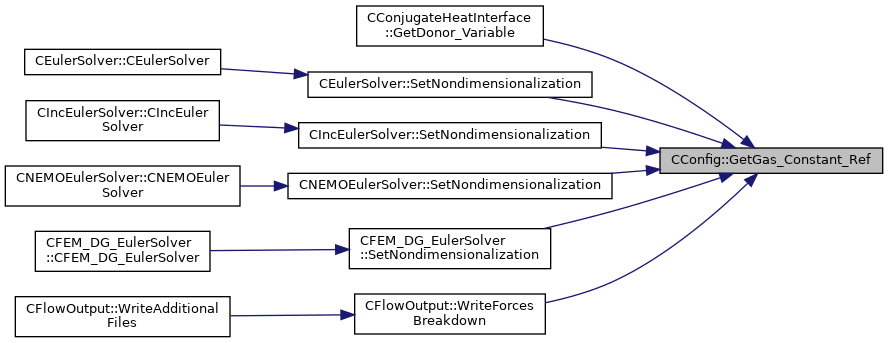 CConjugateHeatInterface
::GetDonor_Variable
CEulerSolver::CEulerSolver
CEulerSolver::SetNondimensionalization
CIncEulerSolver::CIncEuler
Solver
CIncEulerSolver::SetNondimensionalization
CConfig::GetGas_Constant_Ref
CNEMOEulerSolver::CNEMOEuler
Solver
CNEMOEulerSolver::SetNondimensionalization
CFEM_DG_EulerSolver
::CFEM_DG_EulerSolver
CFEM_DG_EulerSolver
::SetNondimensionalization
CFlowOutput::WriteAdditional
Files
CFlowOutput::WriteForces
Breakdown